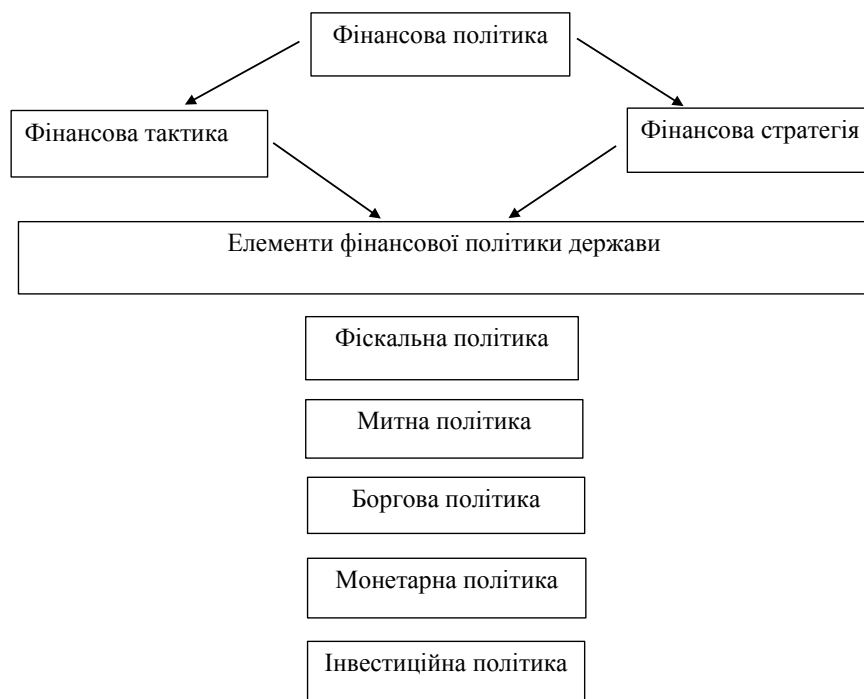 Фінансова політика
Фінансова тактика
Фінансова стратегія
Елементи фінансової політики держави
Фіскальна політика
Митна політика
Боргова політика
Монетарна політика
Інвестиційна політика